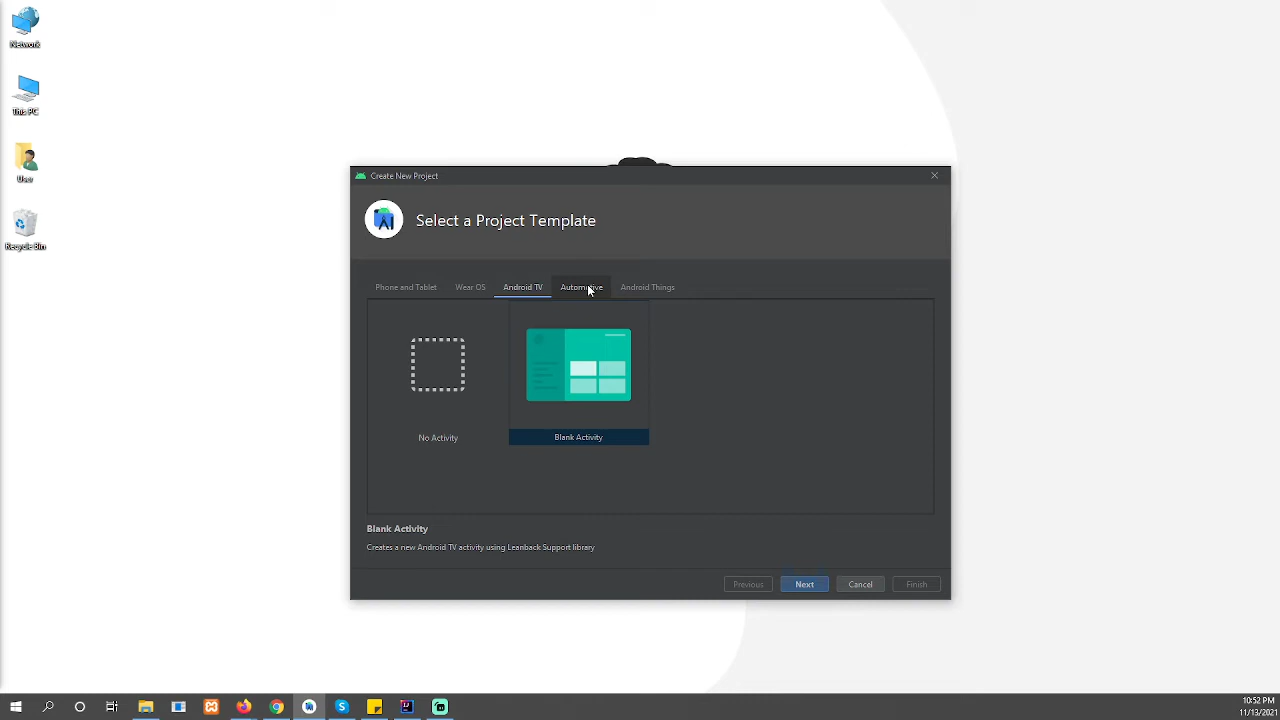 Network
This PC
User
Recycle Bin
Create New Project
Select a Project Template
Phone and Tablet Wear OS Android TV Automotive Android Things
No Activity Blank Activity
Blank Activity
Creates a new Android TV activity using Leanback Support library
Previous Next Cancel Finish
10:52 PM
11/13/2021